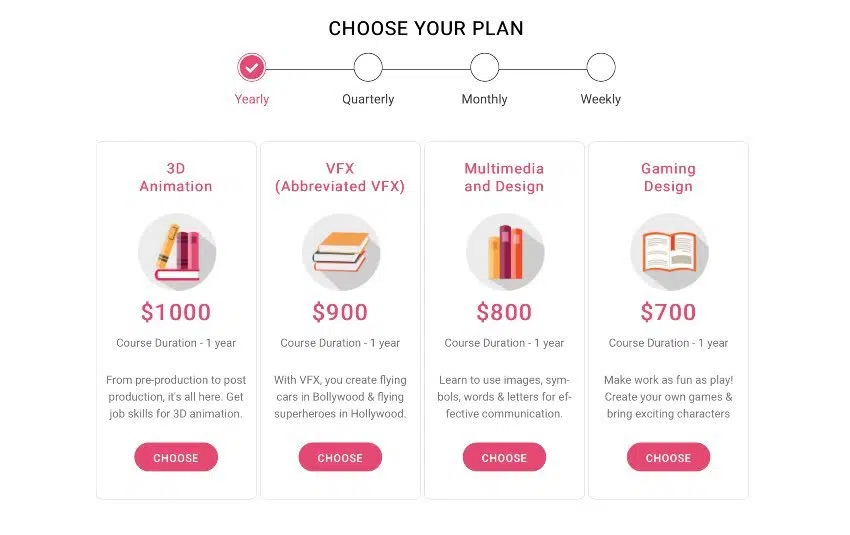 CHOOSE YOUR PLAN
Yearly
Quarterly
Monthly
Weekly
3D
Animation
$1000
Course Duration - 1 year
From pre-production to post
production, it's all here. Get
job skills for 3D animation.
CHOOSE
VFX
(Abbreviated VFX)
$900
Course Duration - 1 year
With VFX, you create flying
cars in Bollywood & flying
superheroes in Hollywood.
CHOOSE
Multimedia
and Design
$800
Course Duration - 1 year
Learn to use images, sym-
bols, words & letters for ef-
fective communication.
CHOOSE
Gaming
Design
$700
Course Duration - 1 year
Make work as fun as play!
Create your own games &
bring exciting characters
CHOOSE